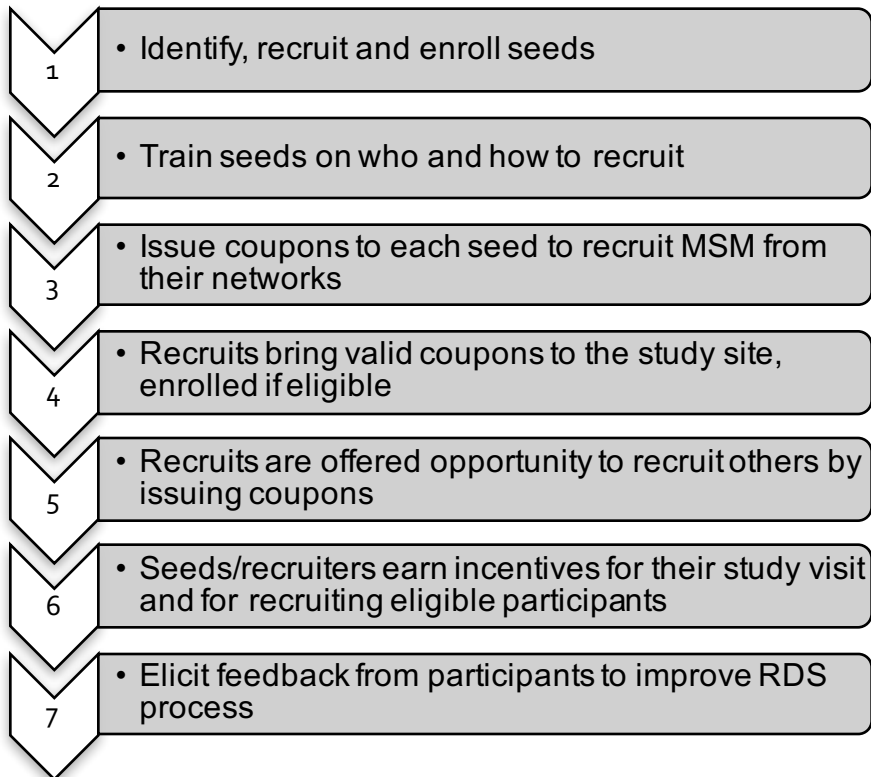 1
• Identify, recruit and enroll seeds
2
• Train seeds on who and how to recruit
3
• Issue coupons to each seed to recruit MSM from
their networks
4
• Recruits bring valid coupons to the study site,
enrolled if eligible
5
• Recruits are offered opportunity to recruit others by
issuing coupons
6
• Seeds/recruiters earn incentives for their study visit
and for recruiting eligible participants
7
• Elicit feedback from participants to improve RDS
process